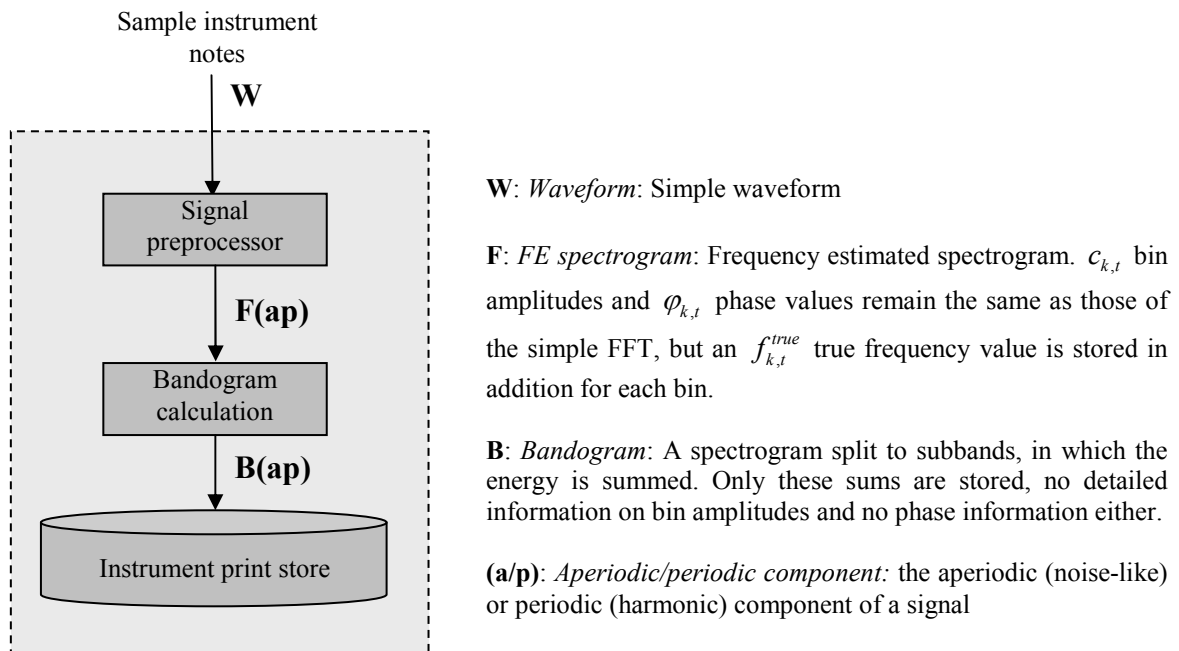 Sample instrument
notes
W
Signal
preprocessor
F(ap)
Bandogram
calculation
B(ap)
Instrument print store
W: Waveform: Simple waveform
F: FE spectrogram: Frequency estimated spectrogram. c_{k,t} bin
amplitudes and φ_{k,t} phase values remain the same as those of
the simple FFT, but an f_{k,t}^{true} true frequency value is stored in
addition for each bin.
B: Bandogram: A spectrogram split to subbands, in which the
energy is summed. Only these sums are stored, no detailed
information on bin amplitudes and no phase information either.
(a/p): Aperiodic/periodic component: the aperiodic (noise-like)
or periodic (harmonic) component of a signal